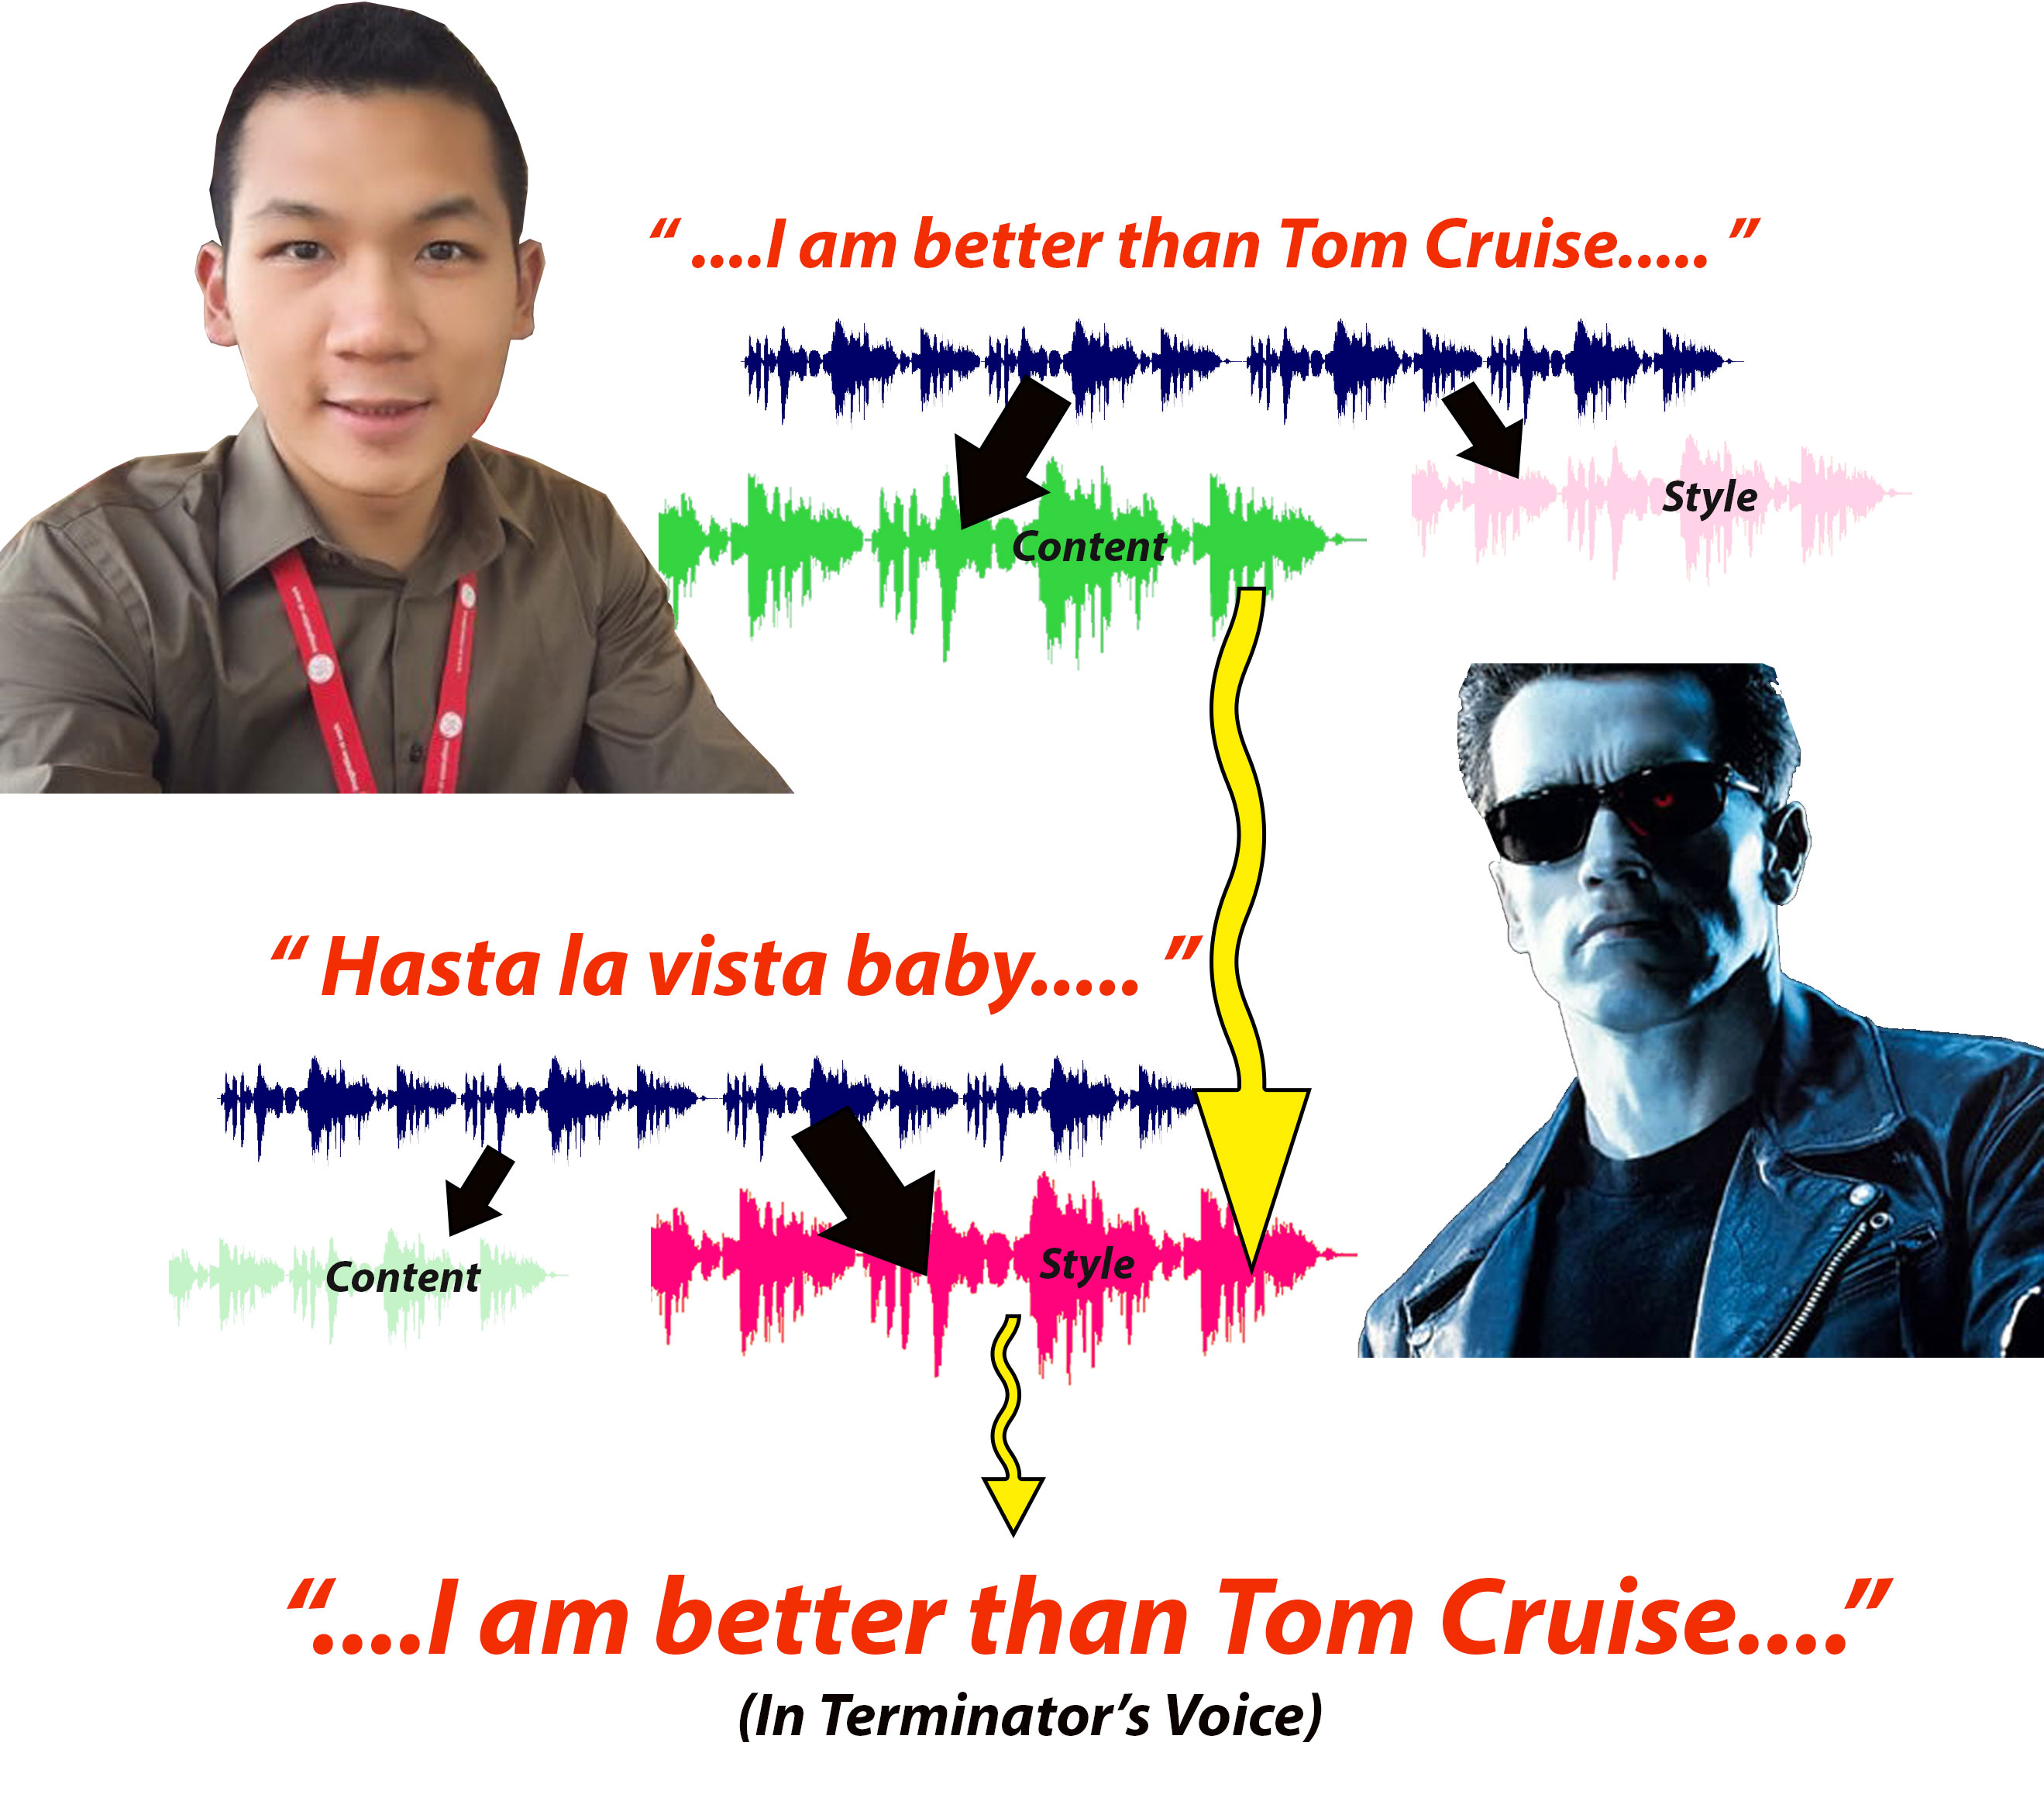 “ ....I am better than Tom Cruise..... ”
Style
Content
“ Hasta la vista baby..... ”
Content
Style
“....I am better than Tom Cruise....”
(In Terminator’s Voice)